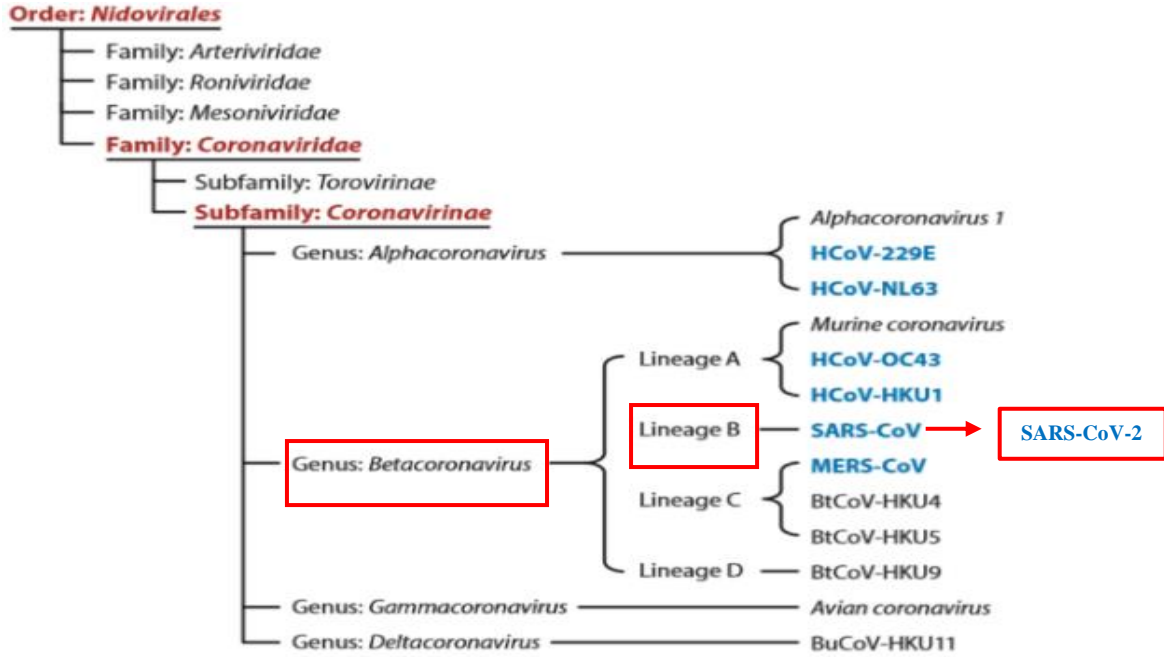 Order: Nidovirales
Family: Arteriviridae
Family: Roniviridae
Family: Mesoniviridae
Family: Coronaviridae
Subfamily: Torovirinae
Subfamily: Coronavirinae
Alphacoronavirus 1
Genus: Alphacoronavirus
HCoV-229E
HCoV-NL63
Murine coronavirus
Lineage A
HCoV-OC43
HCoV-HKU1
Lineage B
SARS-CoV
SARS-CoV-2
Genus: Betacoronavirus
MERS-CoV
Lineage C
BtCoV-HKU4
BtCoV-HKU5
Lineage D
BtCoV-HKU9
Genus: Gammacoronavirus
Avian coronavirus
Genus: Deltacoronavirus
BuCoV-HKU11